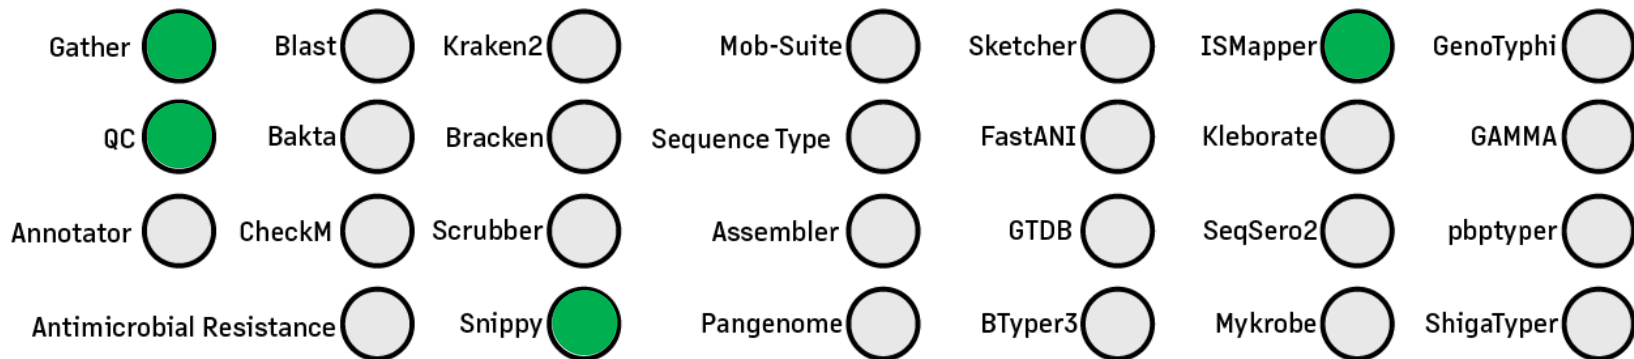 Gather Blast Kraken2 Mob-Suite Sketcher ISMapper GenoTyphi
QC Bakta Bracken Sequence Type FastANI Kleborate GAMMA
Annotator CheckM Scrubber Assembler GTDB SeqSero2 pbptyper
Antimicrobial Resistance Snippy Pangenome BTyper3 Mykrobe ShigaTyper